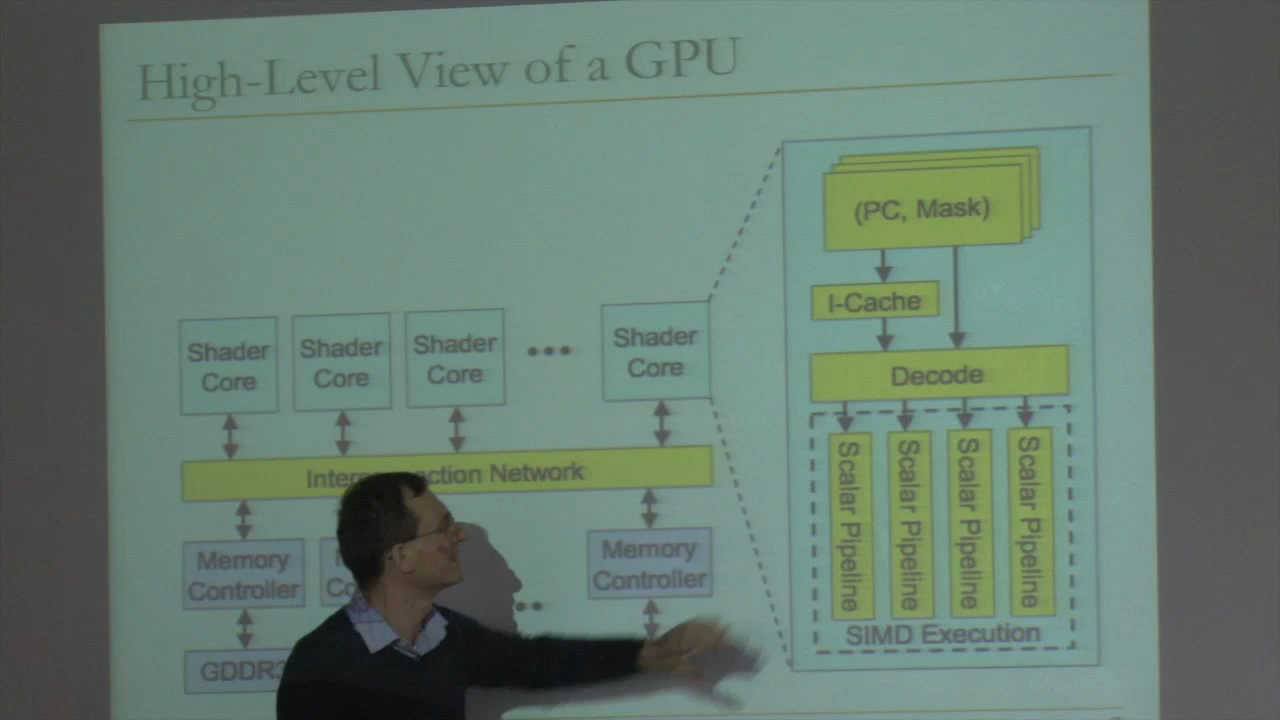 High-Level View of a GPU
(PC, Mask)
I-Cache
Decode
Scalar Pipeline
Scalar Pipeline
Scalar Pipeline
Scalar Pipeline
SIMD Execution
Shader
Core
Shader
Core
Shader
Core
Shader
Core
Network
Memory
Controller
Memory
Controller